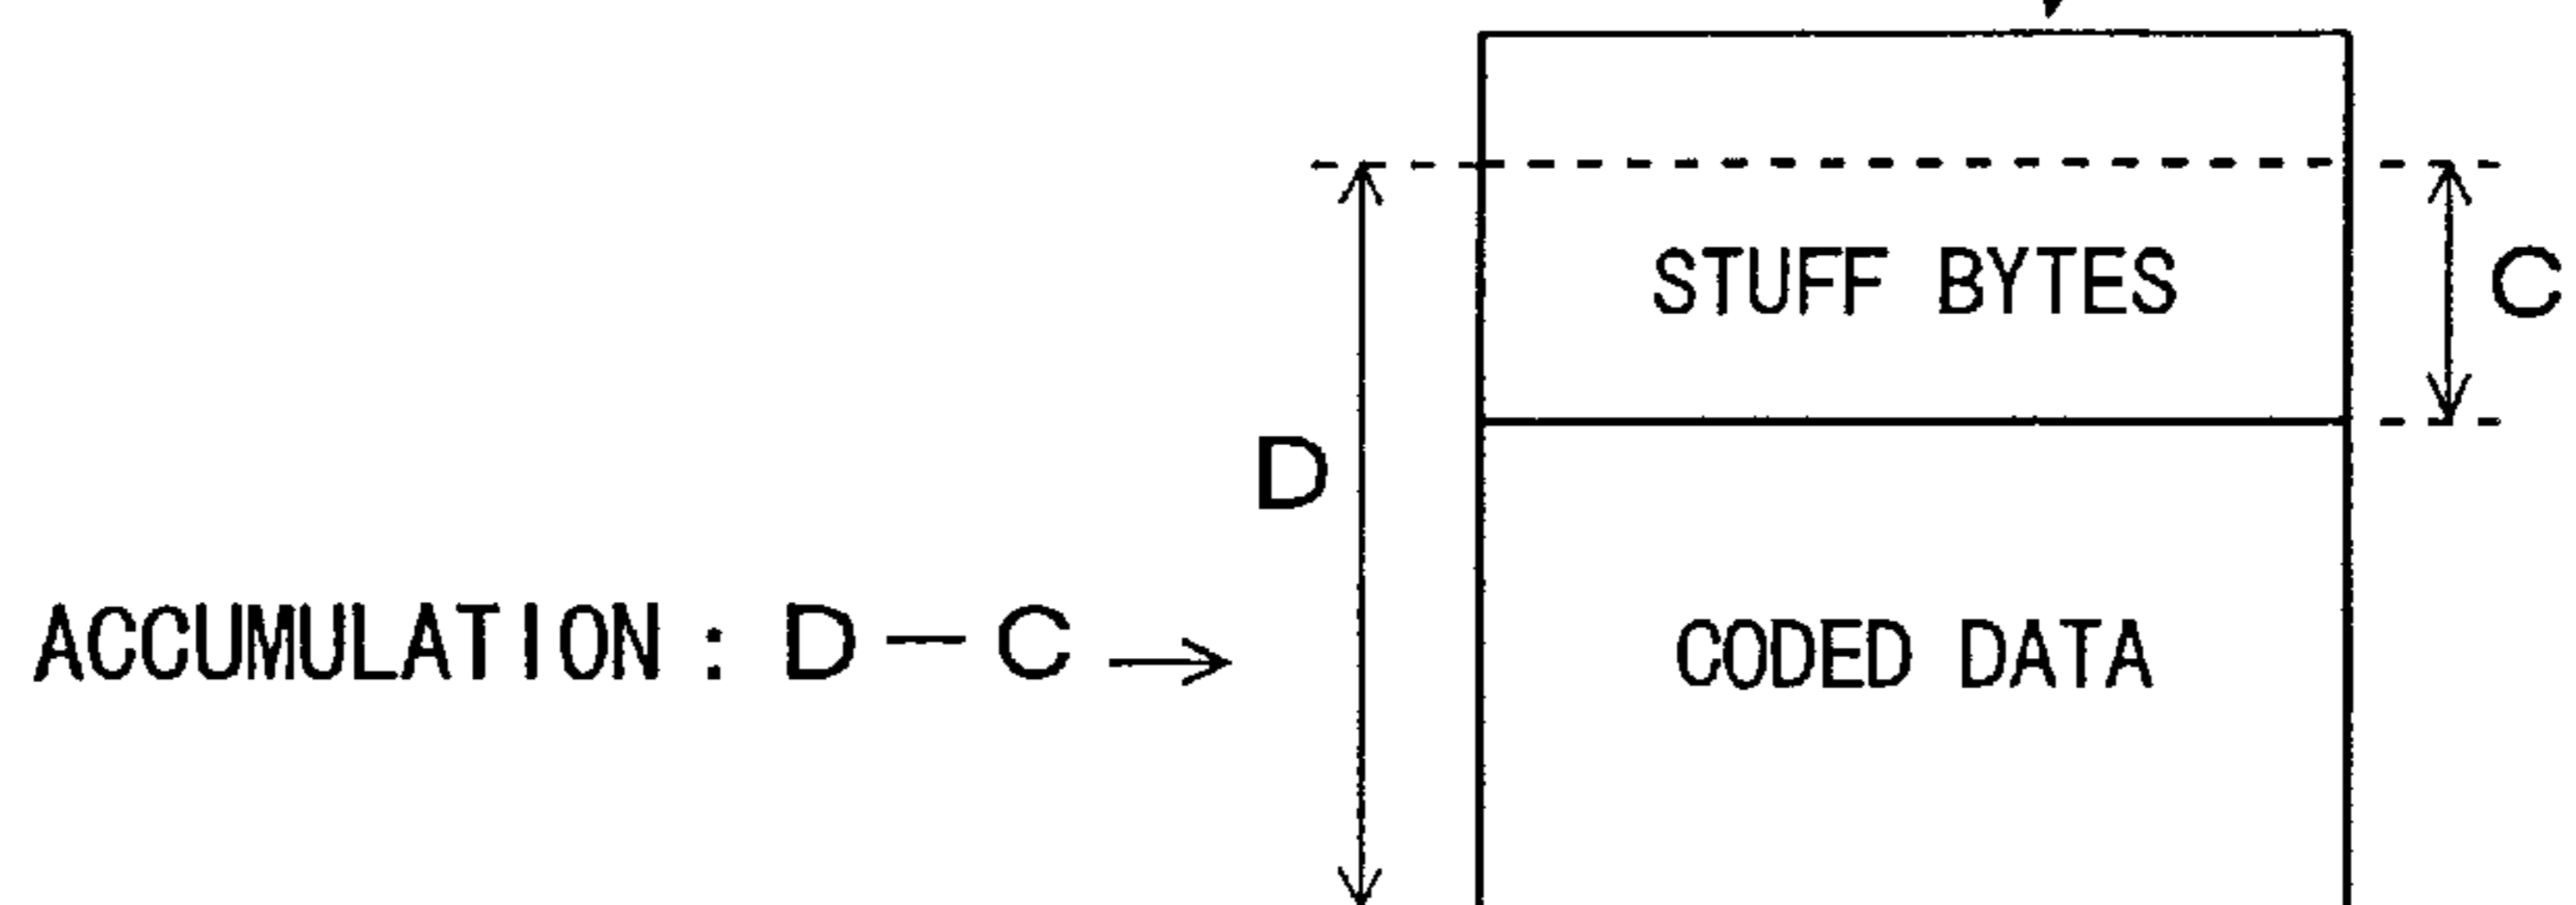 STUFF BYTES
C
D
ACCUMULATION : D－C
CODED DATA